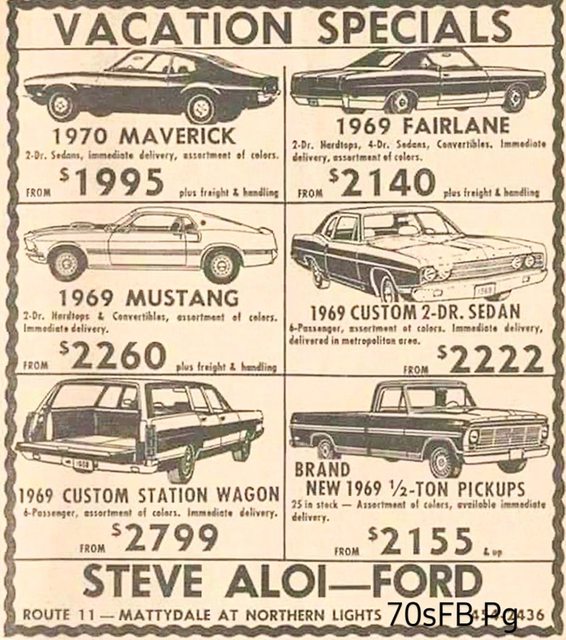 VACATION SPECIALS
1970 MAVERICK
2-Dr. Sedans, immediate delivery, assortment of colors.
FROM $1995 plus freight & handling
1969 FAIRLANE
2-Dr. Hardtops, 4-Dr. Sedans, Convertibles. Immediate
delivery, assortment of colors.
FROM $2140 plus freight & handling
1969 MUSTANG
2-Dr. Hardtops & Convertibles, assortment of colors.
Immediate delivery.
FROM $2260 plus freight & handling
1969 CUSTOM 2-DR. SEDAN
6-Passenger, assortment of colors. Immediate delivery,
delivered in metropolitan area.
FROM $2222
1969 CUSTOM STATION WAGON
6-Passenger, assortment of colors. Immediate delivery.
FROM $2799
BRAND
NEW 1969 ½-TON PICKUPS
25 in stock — Assortment of colors, available immediate
delivery.
FROM $2155 & up
STEVE ALOI—FORD
ROUTE 11 — MATTYDALE AT NORTHERN LIGHTS
70sFB Pg